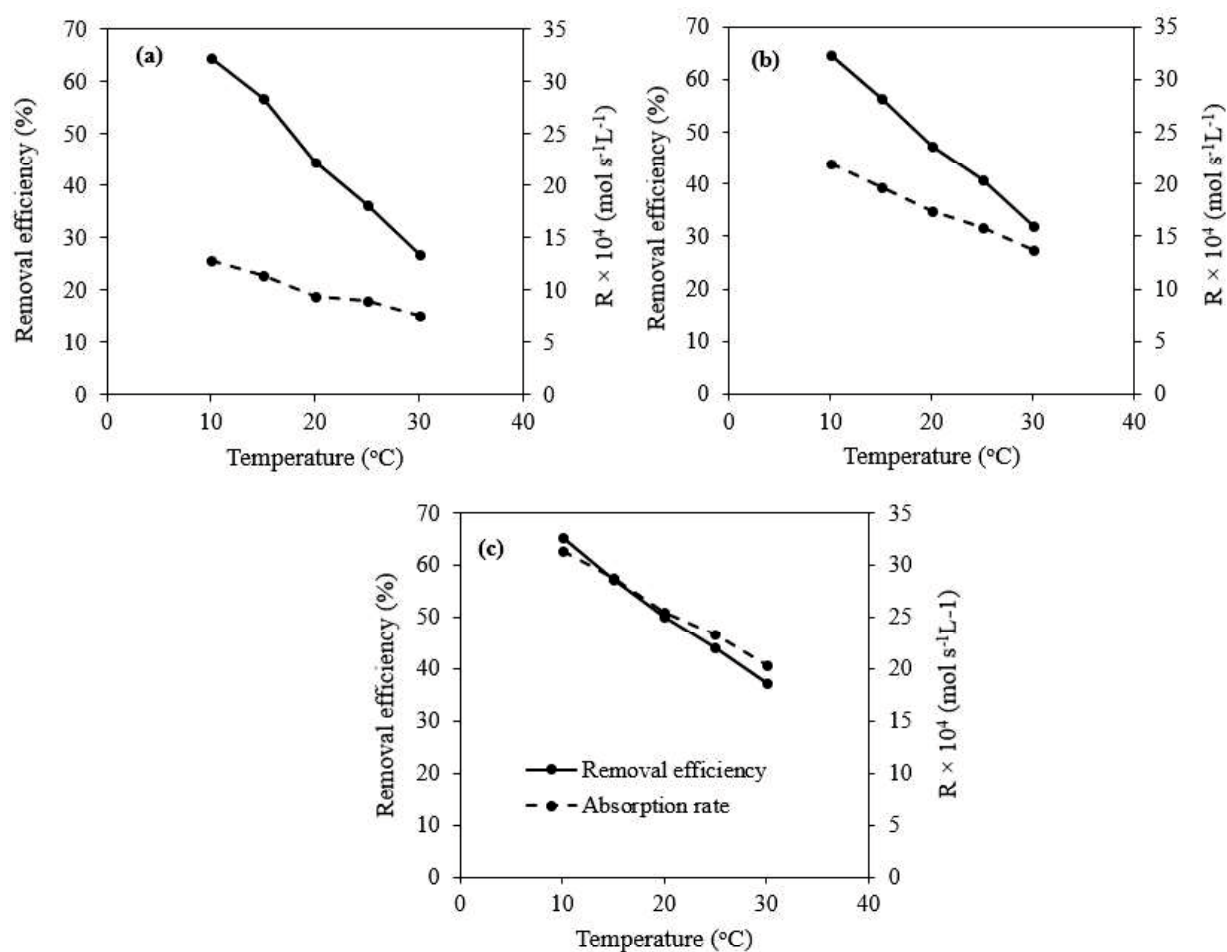 (a)
Removal efficiency (%)
70
60
50
40
30
20
10
0
35
30
25
20
15
10
5
0
R × 10⁴ (mol s⁻¹L⁻¹)
0 10 20 30 40
Temperature (°C)
(b)
Removal efficiency (%)
70
60
50
40
30
20
10
0
35
30
25
20
15
10
5
0
R × 10⁴ (mol s⁻¹L⁻¹)
0 10 20 30 40
Temperature (°C)
(c)
Removal efficiency (%)
70
60
50
40
30
20
10
0
35
30
25
20
15
10
5
0
R × 10⁴ (mol s⁻¹L-1)
Removal efficiency
Absorption rate
0 10 20 30 40
Temperature (°C)